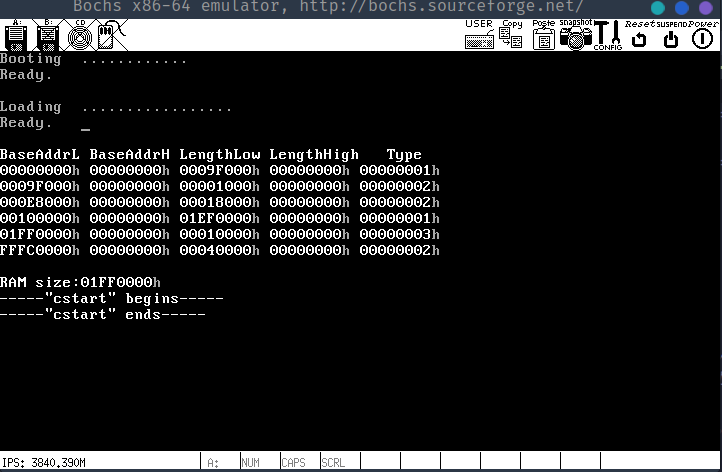 Bochs x86-64 emulator, http://bochs.sourceforge.net/
A: B: CD USER Copy Poste snapshot CONFIG Reset SUSPEND Power
Booting ............
Ready.
Loading .................
Ready. _
BaseAddrL BaseAddrH LengthLow LengthHigh Type
00000000h 00000000h 0009F000h 00000000h 00000001h
0009F000h 00000000h 00001000h 00000000h 00000002h
000E8000h 00000000h 00018000h 00000000h 00000002h
00100000h 00000000h 01EF0000h 00000000h 00000001h
01FF0000h 00000000h 00010000h 00000000h 00000003h
FFFC0000h 00000000h 00040000h 00000000h 00000002h
RAM size:01FF0000h
-----"cstart" begins-----
-----"cstart" ends-----
IPS: 3840.390M A: NUM CAPS SCRL